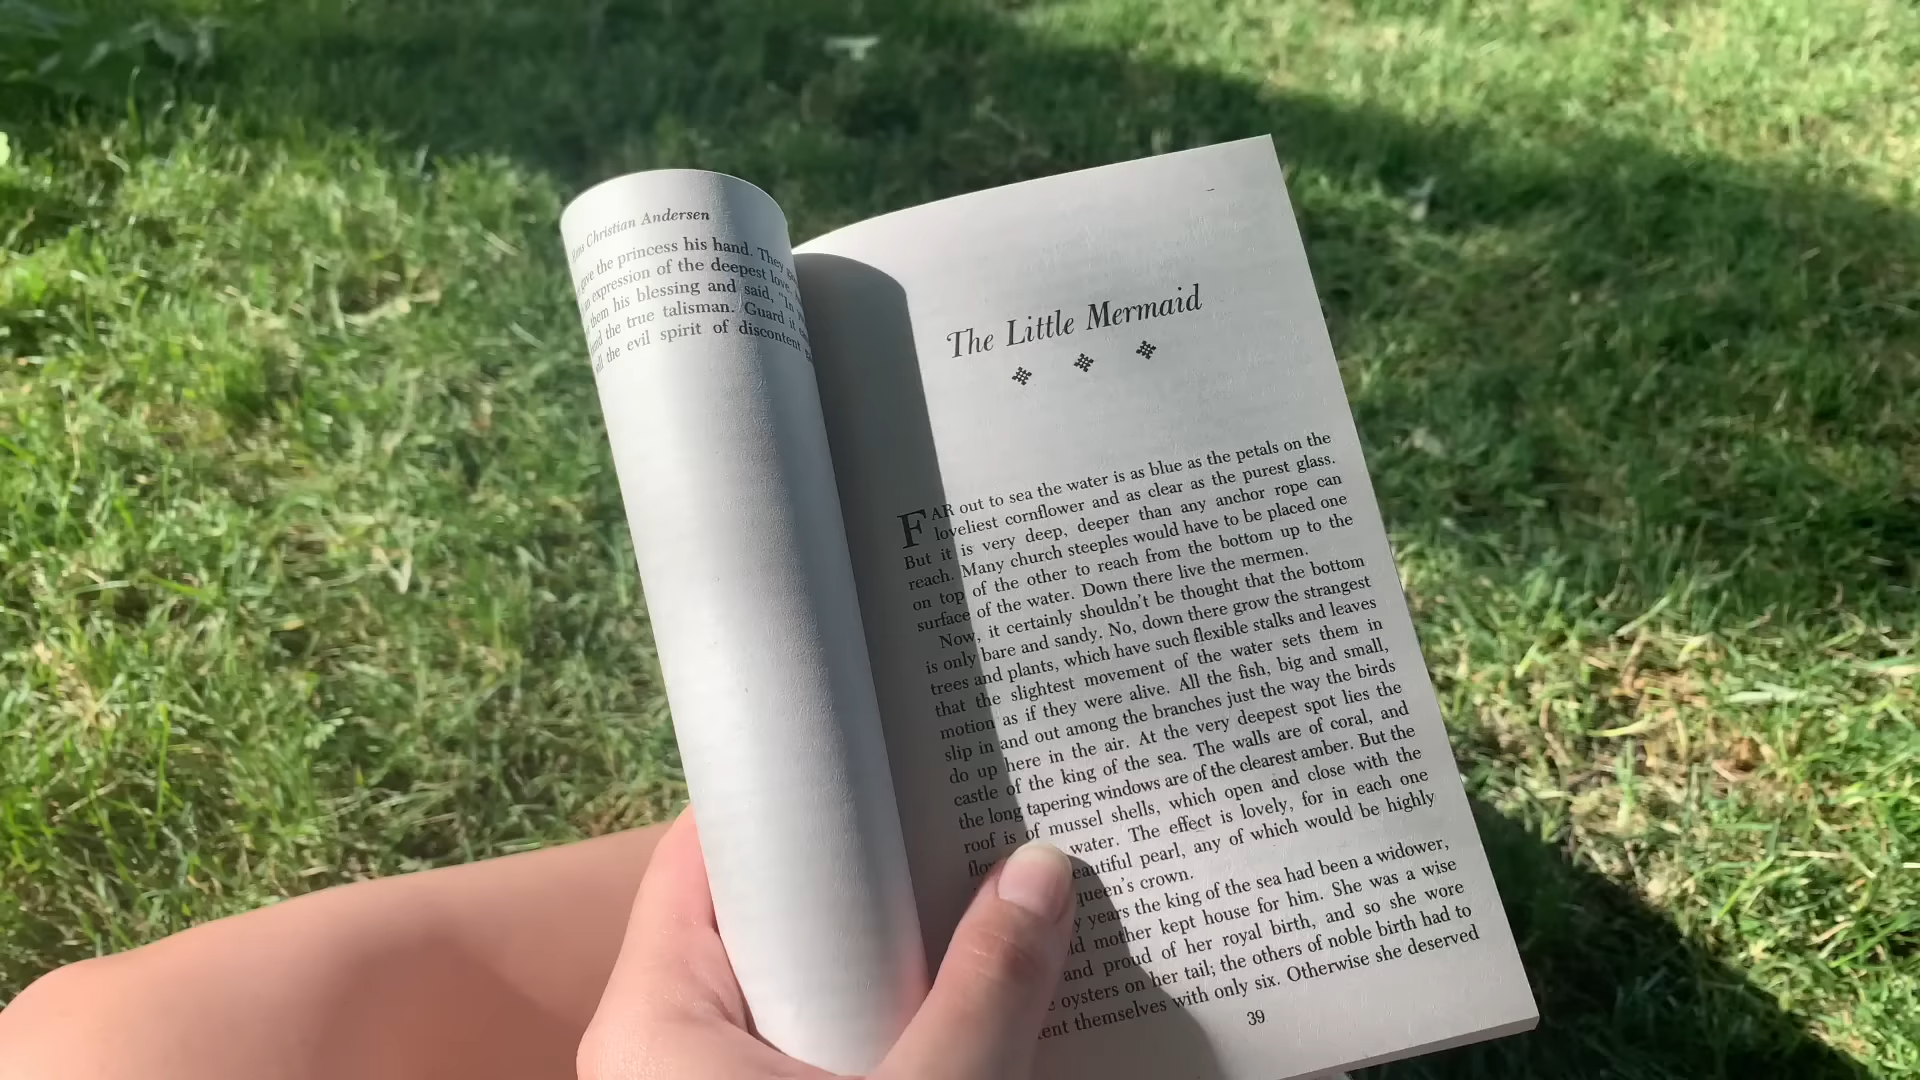 Christian Andersen
gave the princess his hand. They
expression of the deepest love.
them his blessing and said, "In
the true talisman. Guard it
the evil spirit of discontent
The Little Mermaid
FAR out to sea the water is as blue as the petals on the
loveliest cornflower and as clear as the purest glass.
But it is very deep, deeper than any anchor rope can
reach. Many church steeples would have to be placed one
on top of the other to reach from the bottom up to the
surface of the water. Down there live the mermen.
Now, it certainly shouldn't be thought that the bottom
is only bare and sandy. No, down there grow the strangest
trees and plants, which have such flexible stalks and leaves
that the slightest movement of the water sets them in
motion as if they were alive. All the fish, big and small,
slip in and out among the branches just the way the birds
do up here in the air. At the very deepest spot lies the
castle of the king of the sea. The walls are of coral, and
the long tapering windows are of the clearest amber. But the
roof is of mussel shells, which open and close with the
water. The effect is lovely, for in each one
pearl, any of which would be highly
queen's crown.
years the king of the sea had been a widower,
mother kept house for him. She was a wise
and proud of her royal birth, and so she wore
oysters on her tail; the others of noble birth had to
themselves with only six. Otherwise she deserved
39